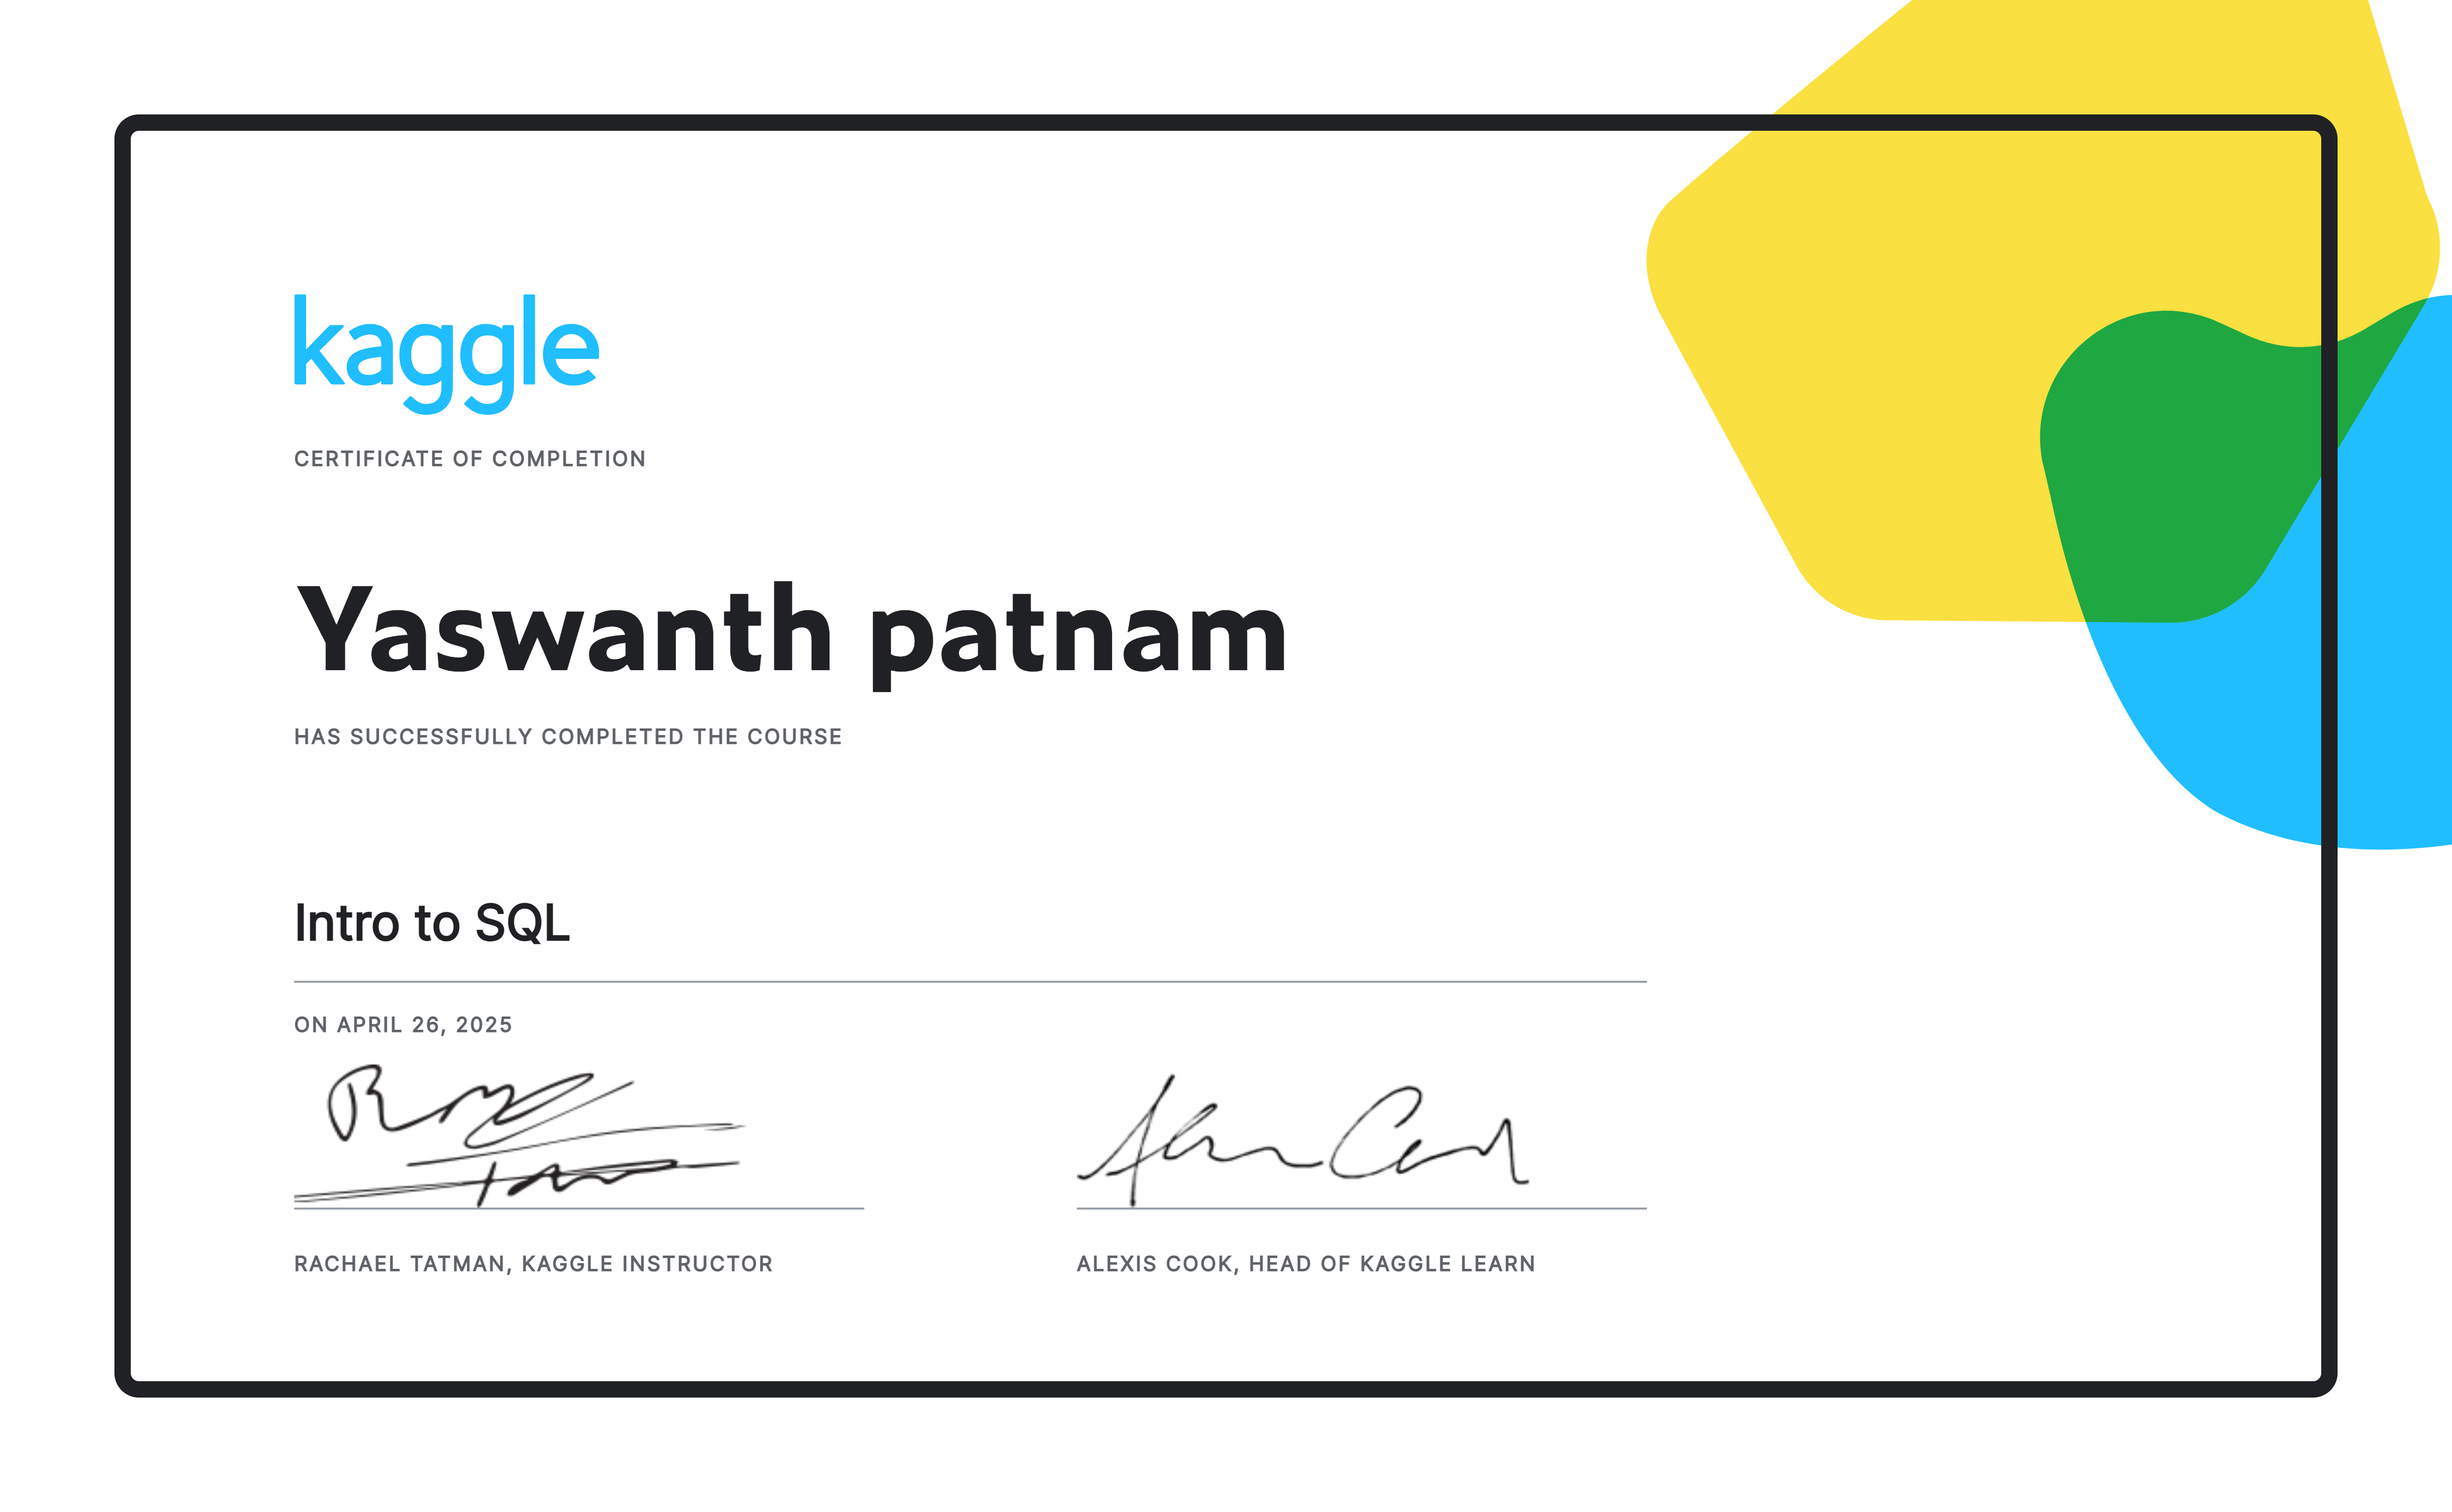 kaggle
CERTIFICATE OF COMPLETION
Yaswanth patnam
HAS SUCCESSFULLY COMPLETED THE COURSE
Intro to SQL
ON APRIL 26, 2025
RACHAEL TATMAN, KAGGLE INSTRUCTOR
ALEXIS COOK, HEAD OF KAGGLE LEARN